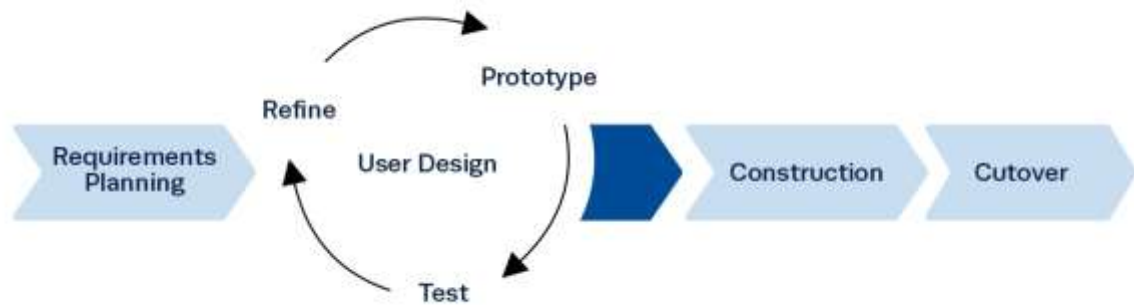 Requirements
Planning
Refine
Prototype
User Design
Test
Construction
Cutover